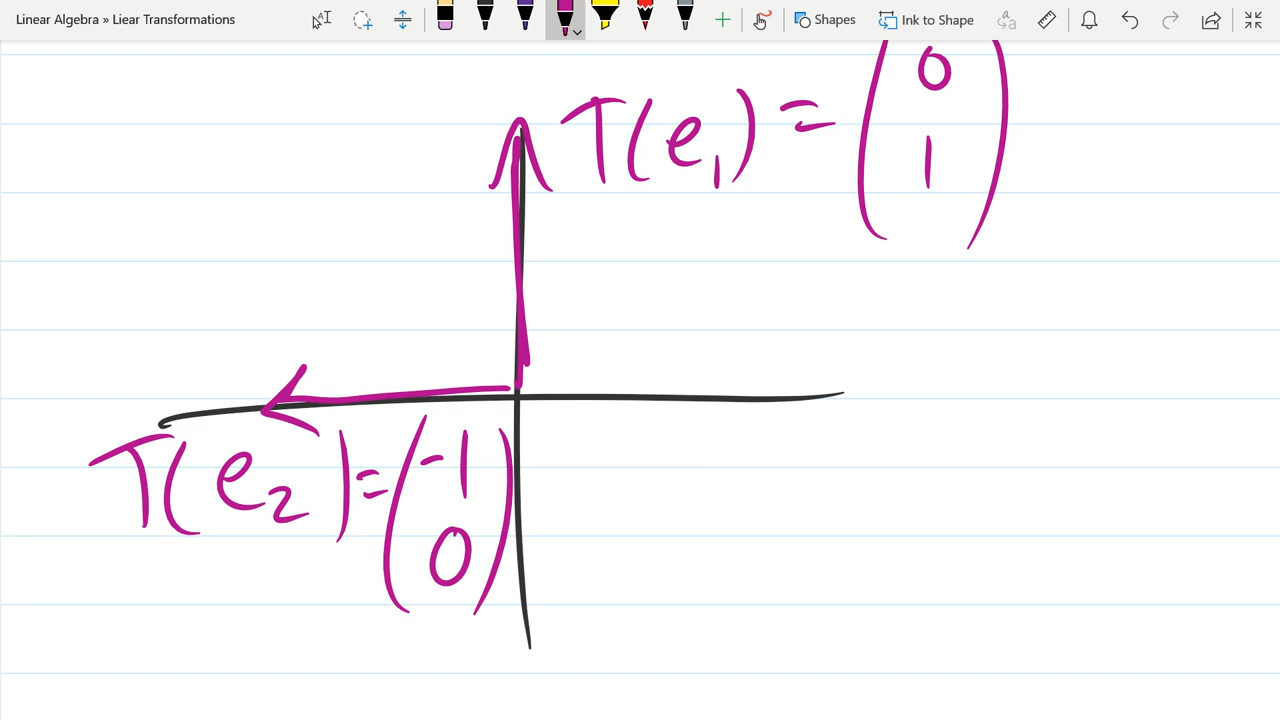 Linear Algebra » Liear Transformations
Shapes
Ink to Shape
T(e₁) = (0
1)
T(e₂) = (-1
0)